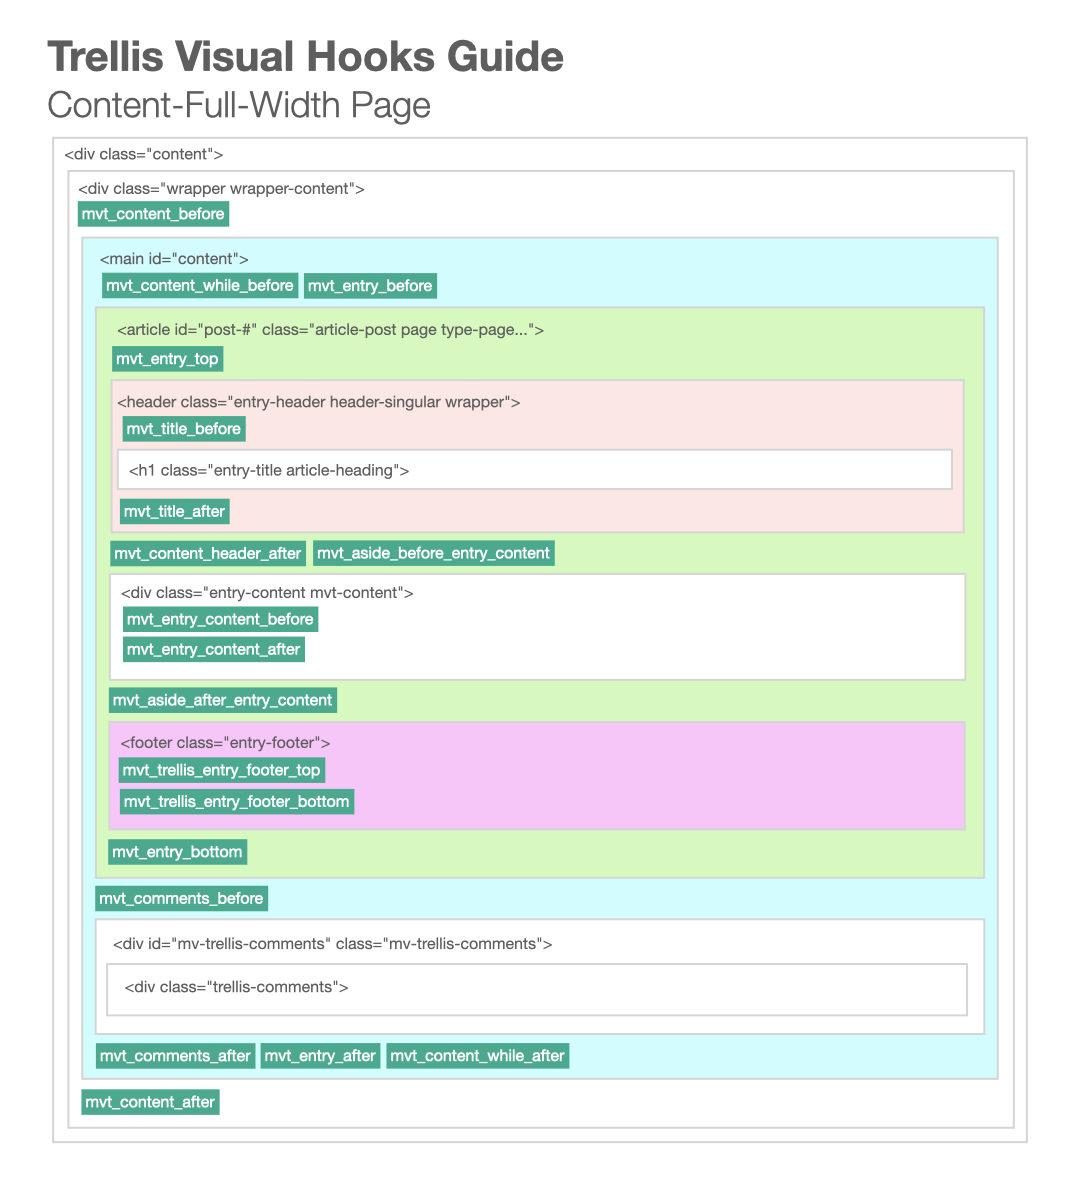 Trellis Visual Hooks Guide
Content-Full-Width Page
<div class="content">
<div class="wrapper wrapper-content">
mvt_content_before
<main id="content">
mvt_content_while_before mvt_entry_before
<article id="post-#" class="article-post page type-page...">
mvt_entry_top
<header class="entry-header header-singular wrapper">
mvt_title_before
<h1 class="entry-title article-heading">
mvt_title_after
mvt_content_header_after mvt_aside_before_entry_content
<div class="entry-content mvt-content">
mvt_entry_content_before
mvt_entry_content_after
mvt_aside_after_entry_content
<footer class="entry-footer">
mvt_trellis_entry_footer_top
mvt_trellis_entry_footer_bottom
mvt_entry_bottom
mvt_comments_before
<div id="mv-trellis-comments" class="mv-trellis-comments">
<div class="trellis-comments">
mvt_comments_after mvt_entry_after mvt_content_while_after
mvt_content_after